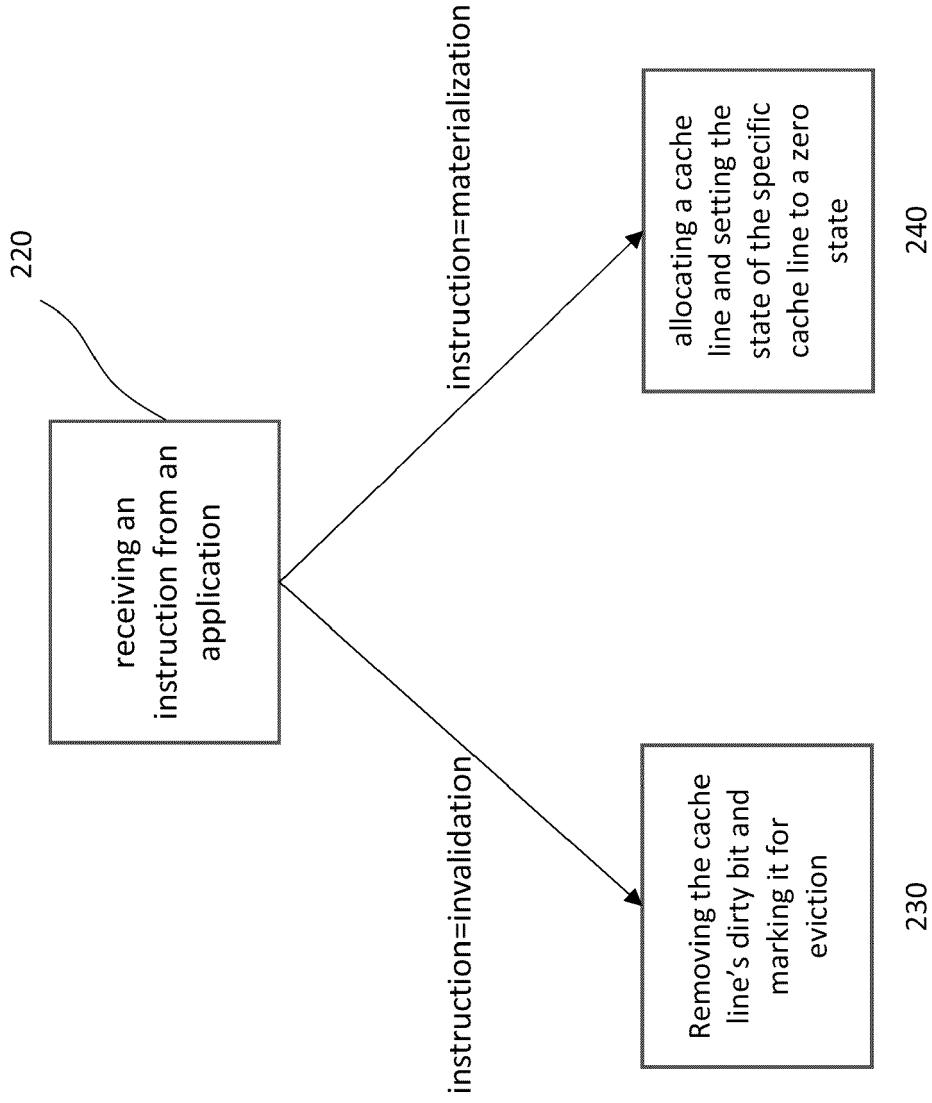 220
receiving an
instruction from an
application
instruction=invalidation
instruction=materialization
Removing the cache
line's dirty bit and
marking it for
eviction
230
allocating a cache
line and setting the
state of the specific
cache line to a zero
state
240